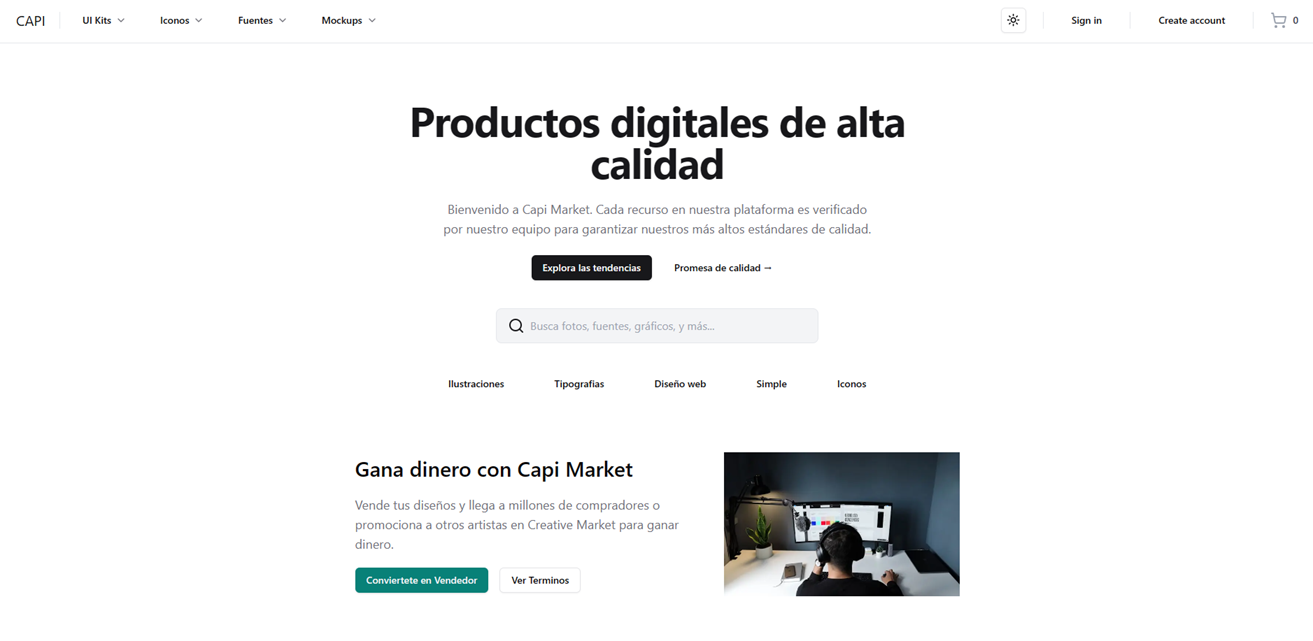 CAPI UI Kits Iconos Fuentes Mockups Sign in Create account 0
Productos digitales de alta
calidad
Bienvenido a Capi Market. Cada recurso en nuestra plataforma es verificado
por nuestro equipo para garantizar nuestros más altos estándares de calidad.
Explora las tendencias Promesa de calidad →
Busca fotos, fuentes, gráficos, y más...
Ilustraciones Tipografias Diseño web Simple Iconos
Gana dinero con Capi Market
Vende tus diseños y llega a millones de compradores o
promociona a otros artistas en Creative Market para ganar
dinero.
Conviertete en Vendedor Ver Terminos